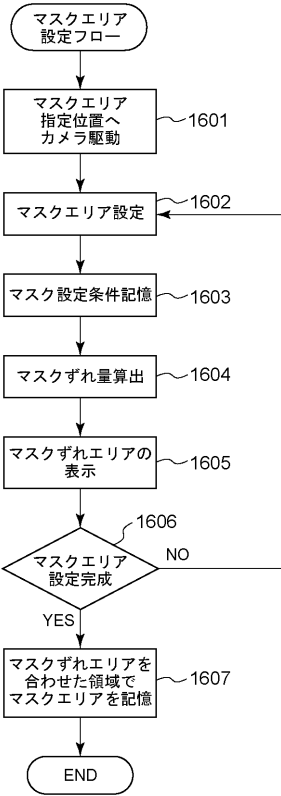 マスクエリア
設定フロー
マスクエリア
指定位置へ
カメラ駆動
1601
マスクエリア設定
1602
マスク設定条件記憶
1603
マスクずれ量算出
1604
マスクずれエリアの
表示
1605
1606
マスクエリア
設定完成
NO
YES
マスクずれエリアを
合わせた領域で
マスクエリアを記憶
1607
END